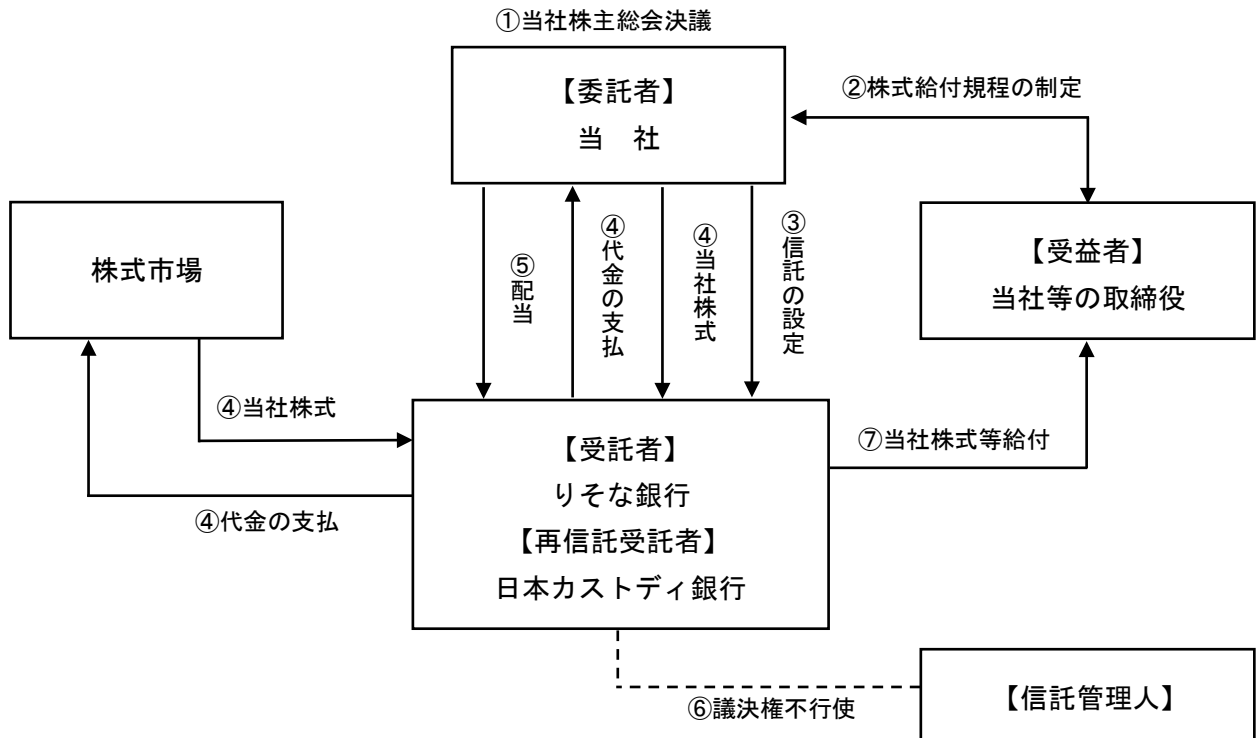 ①当社株主総会決議
【委託者】
当　社
②株式給付規程の制定
株式市場
⑤配当
④代金の支払
④当社株式
③信託の設定
【受益者】
当社等の取締役
④当社株式
④代金の支払
【受託者】
りそな銀行
【再信託受託者】
日本カストディ銀行
⑦当社株式等給付
⑥議決権不行使
【信託管理人】